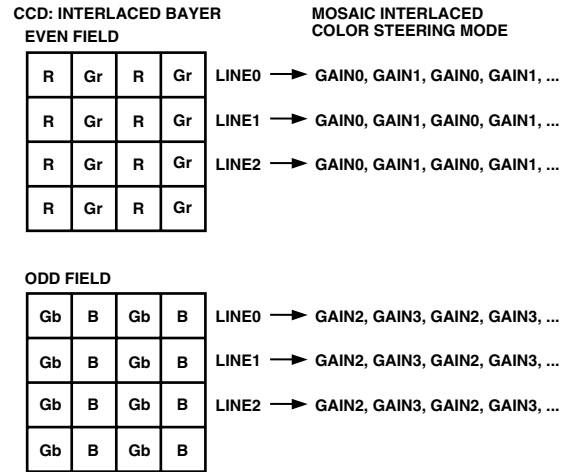 CCD: INTERLACED BAYER
EVEN FIELD
MOSAIC INTERLACED
COLOR STEERING MODE
R Gr R Gr LINE0 GAIN0, GAIN1, GAIN0, GAIN1, ...
R Gr R Gr LINE1 GAIN0, GAIN1, GAIN0, GAIN1, ...
R Gr R Gr LINE2 GAIN0, GAIN1, GAIN0, GAIN1, ...
R Gr R Gr
ODD FIELD
Gb B Gb B LINE0 GAIN2, GAIN3, GAIN2, GAIN3, ...
Gb B Gb B LINE1 GAIN2, GAIN3, GAIN2, GAIN3, ...
Gb B Gb B LINE2 GAIN2, GAIN3, GAIN2, GAIN3, ...
Gb B Gb B